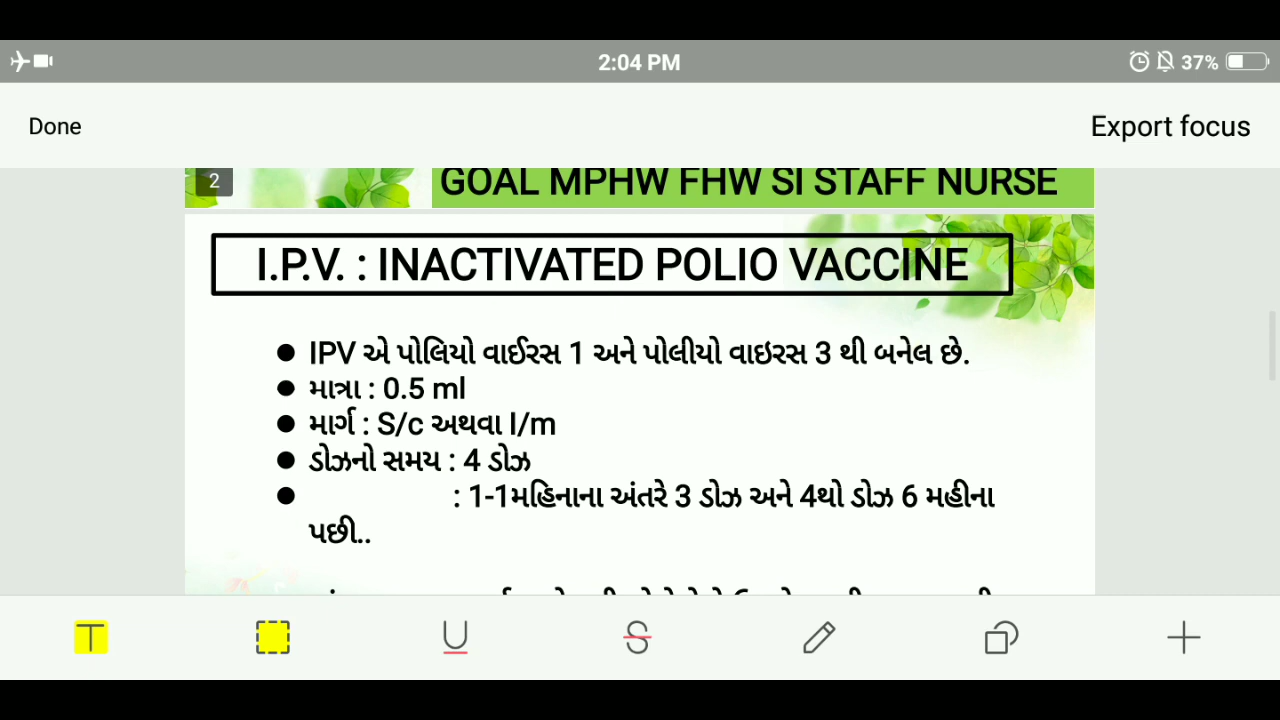 2:04 PM
37%
Done
Export focus
2
GOAL MPHW FHW SI STAFF NURSE
I.P.V. : INACTIVATED POLIO VACCINE
● IPV એ પોલિયો વાઈરસ 1 અને પોલીયો વાઇરસ 3 થી બનેલ છે.
● માત્રા : 0.5 ml
● માર્ગ : S/c અથવા I/m
● ડોઝનો સમય : 4 ડોઝ
● : 1-1મહિનાના અંતરે 3 ડોઝ અને 4થો ડોઝ 6 મહીના
પછી..
T
U
S